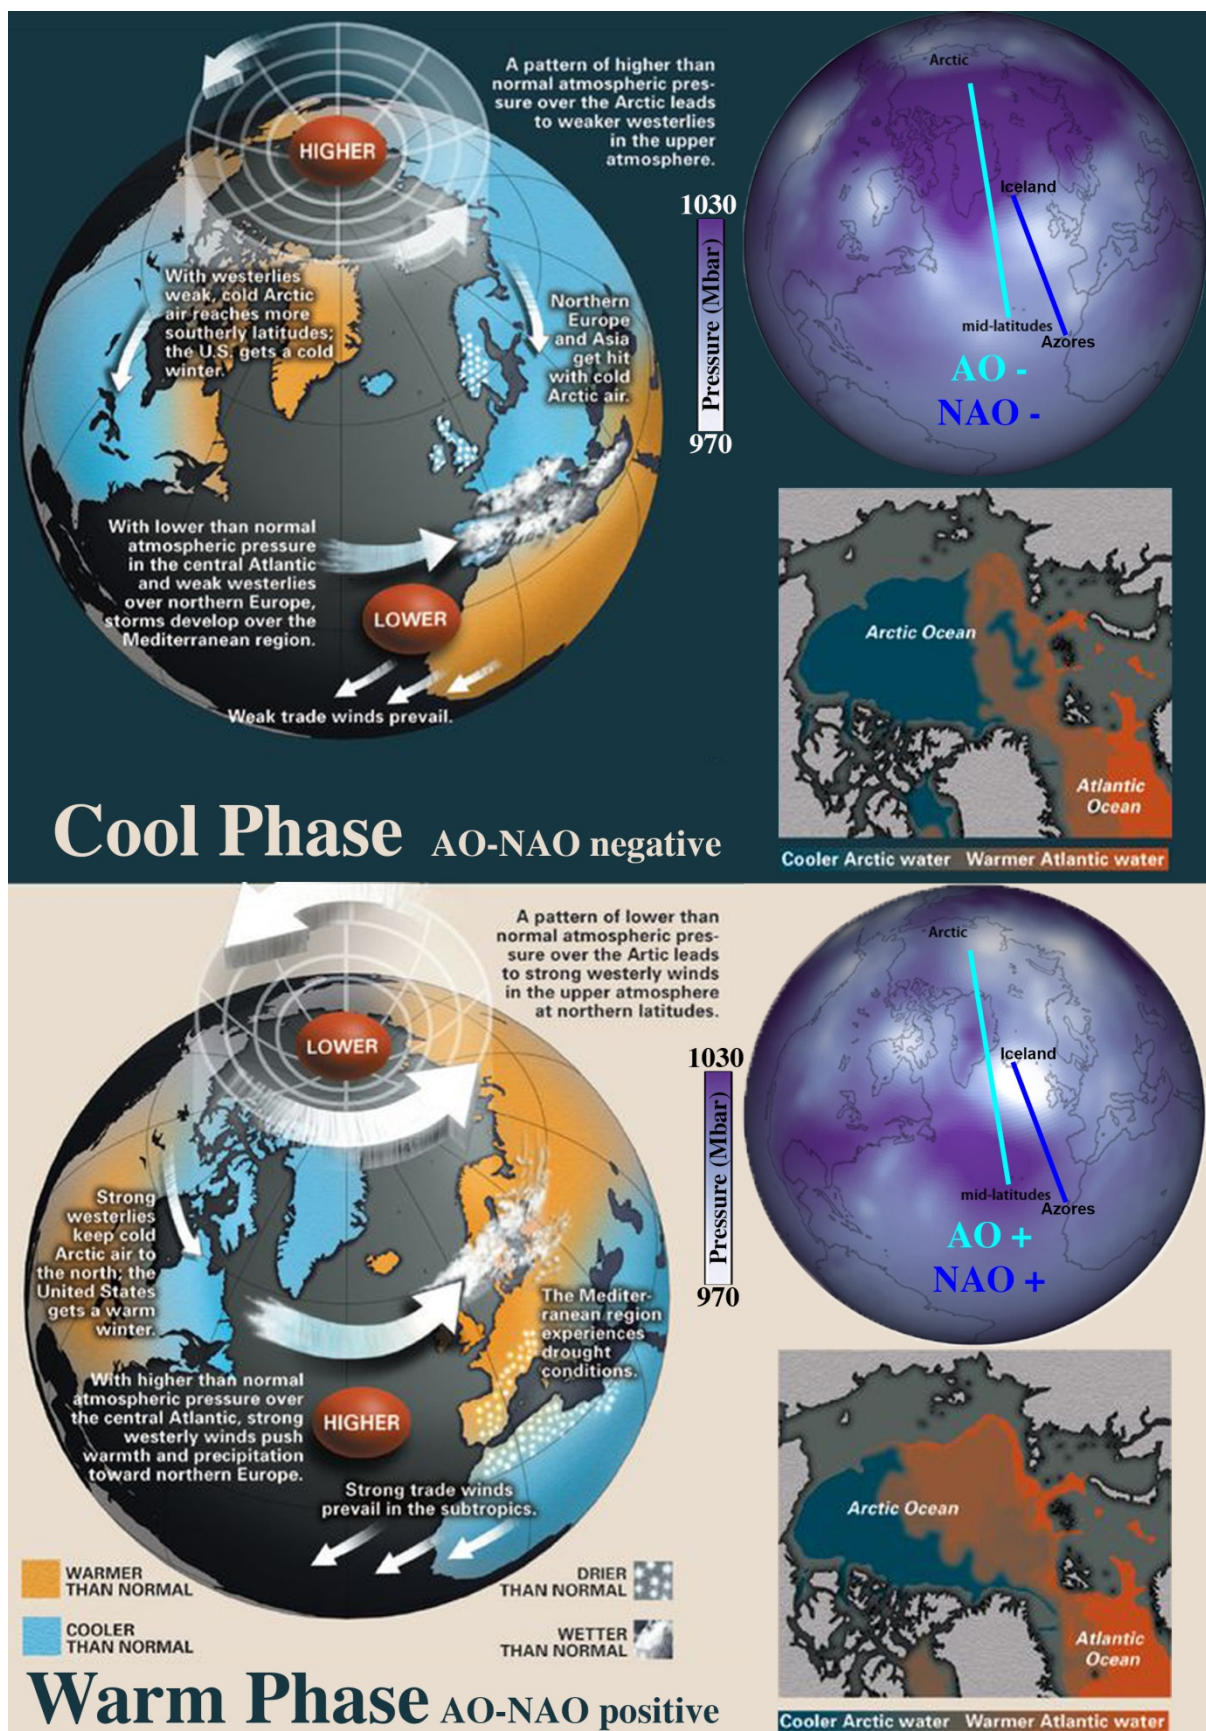 A pattern of higher than
normal atmospheric pres-
sure over the Arctic leads
to weaker westerlies
in the upper
atmosphere.
HIGHER
With westerlies
weak, cold Arctic
air reaches more
southerly latitudes;
the U.S. gets a cold
winter.
Northern
Europe
and Asia
get hit
with cold
Arctic air.
With lower than normal
atmospheric pressure
in the central Atlantic
and weak westerlies
over northern Europe,
storms develop over the
Mediterranean region.
LOWER
Weak trade winds prevail.
1030
Pressure (Mbar)
970
Arctic
Iceland
mid-latitudes
Azores
AO -
NAO -
Arctic Ocean
Atlantic
Ocean
Cooler Arctic water Warmer Atlantic water
Cool Phase AO-NAO negative
A pattern of lower than
normal atmospheric pres-
sure over the Artic leads
to strong westerly winds
in the upper atmosphere
at northern latitudes.
LOWER
Strong
westerlies
keep cold
Arctic air to
the north; the
United States
gets a warm
winter.
The Mediter-
ranean region
experiences
drought
conditions.
With higher than normal
atmospheric pressure over
the central Atlantic, strong
westerly winds push
warmth and precipitation
toward northern Europe.
HIGHER
Strong trade winds
prevail in the subtropics.
1030
Pressure (Mbar)
970
Arctic
Iceland
mid-latitudes
Azores
AO +
NAO +
Arctic Ocean
Atlantic
Ocean
Cooler Arctic water Warmer Atlantic water
WARMER
THAN NORMAL
DRIER
THAN NORMAL
COOLER
THAN NORMAL
WETTER
THAN NORMAL
Warm Phase AO-NAO positive